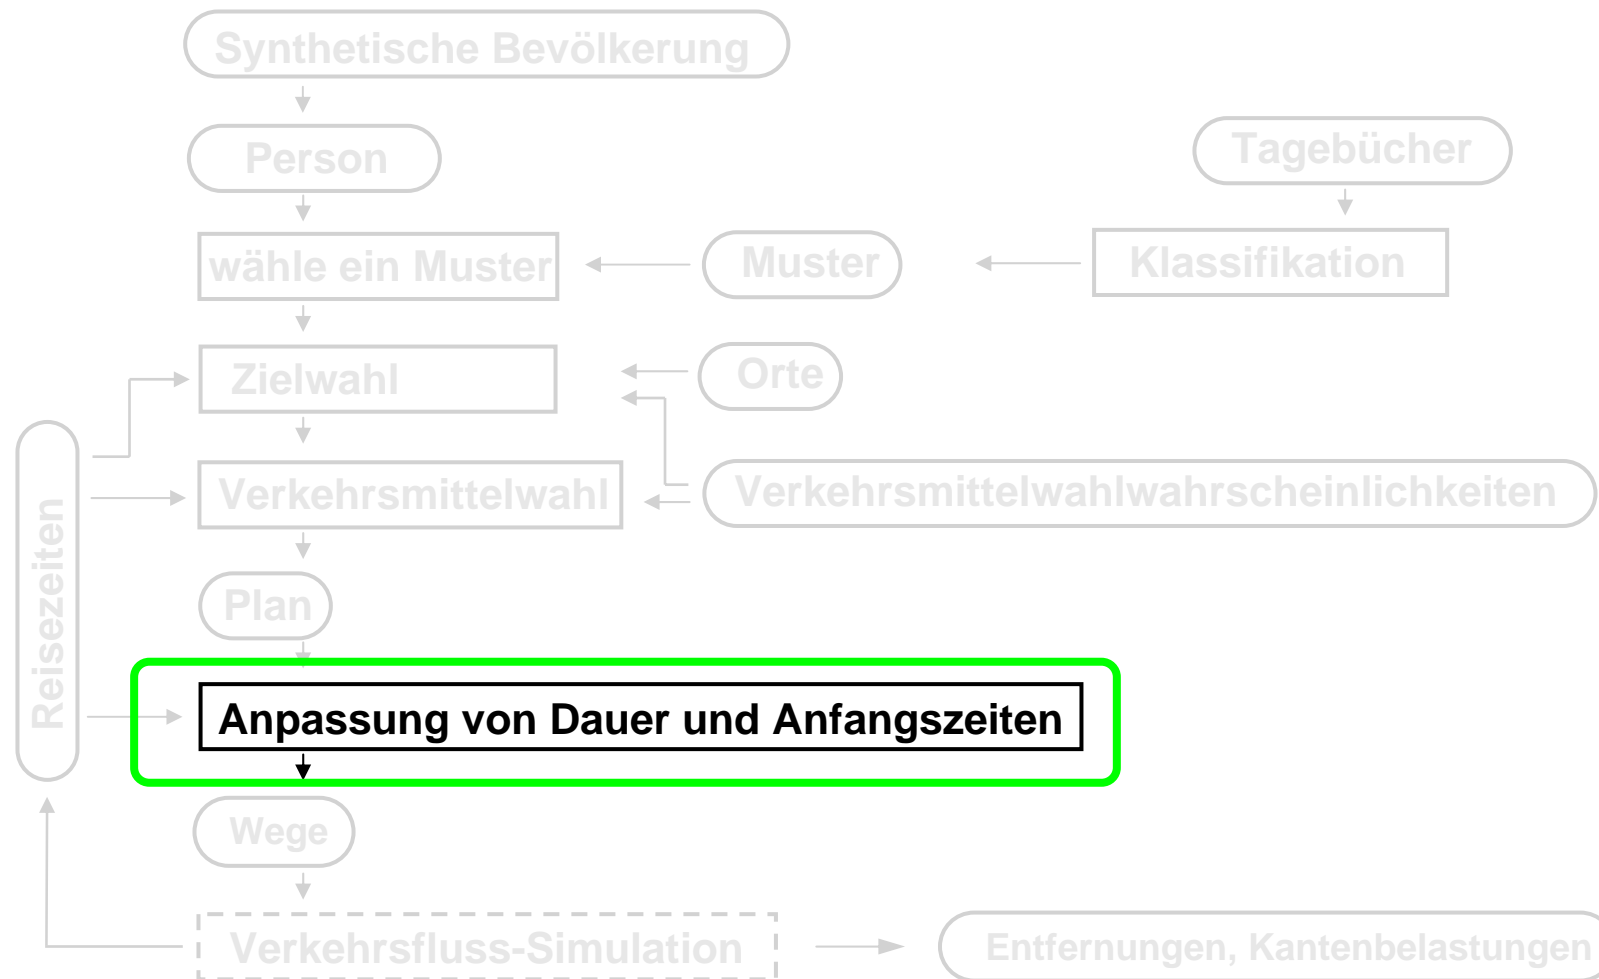 Synthetische Bevölkerung
Person
Tagebücher
wähle ein Muster
Muster
Klassifikation
Zielwahl
Orte
Verkehrsmittelwahl
Verkehrsmittelwahlwahrscheinlichkeiten
Reisezeiten
Plan
Anpassung von Dauer und Anfangszeiten
Wege
Verkehrsfluss-Simulation
Entfernungen, Kantenbelastungen